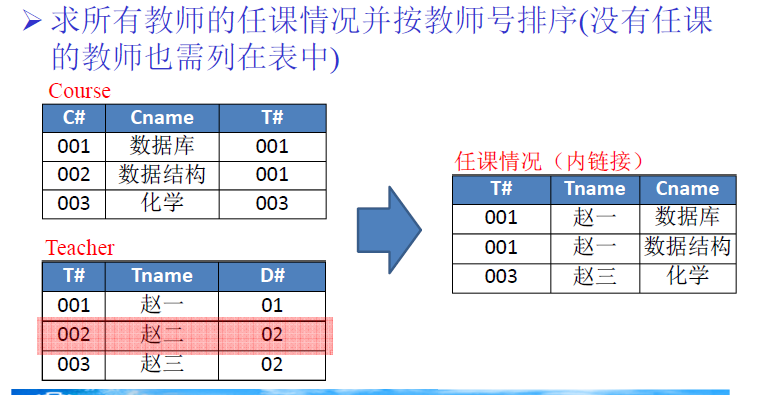 ➢ 求所有教师的任课情况并按教师号排序(没有任课
的教师也需列在表中)
Course
C# Cname T#
001 数据库 001
002 数据结构 001
003 化学 003
Teacher
T# Tname D#
001 赵一 01
002 赵二 02
003 赵三 02
任课情况（内链接）
T# Tname Cname
001 赵一 数据库
001 赵一 数据结构
003 赵三 化学